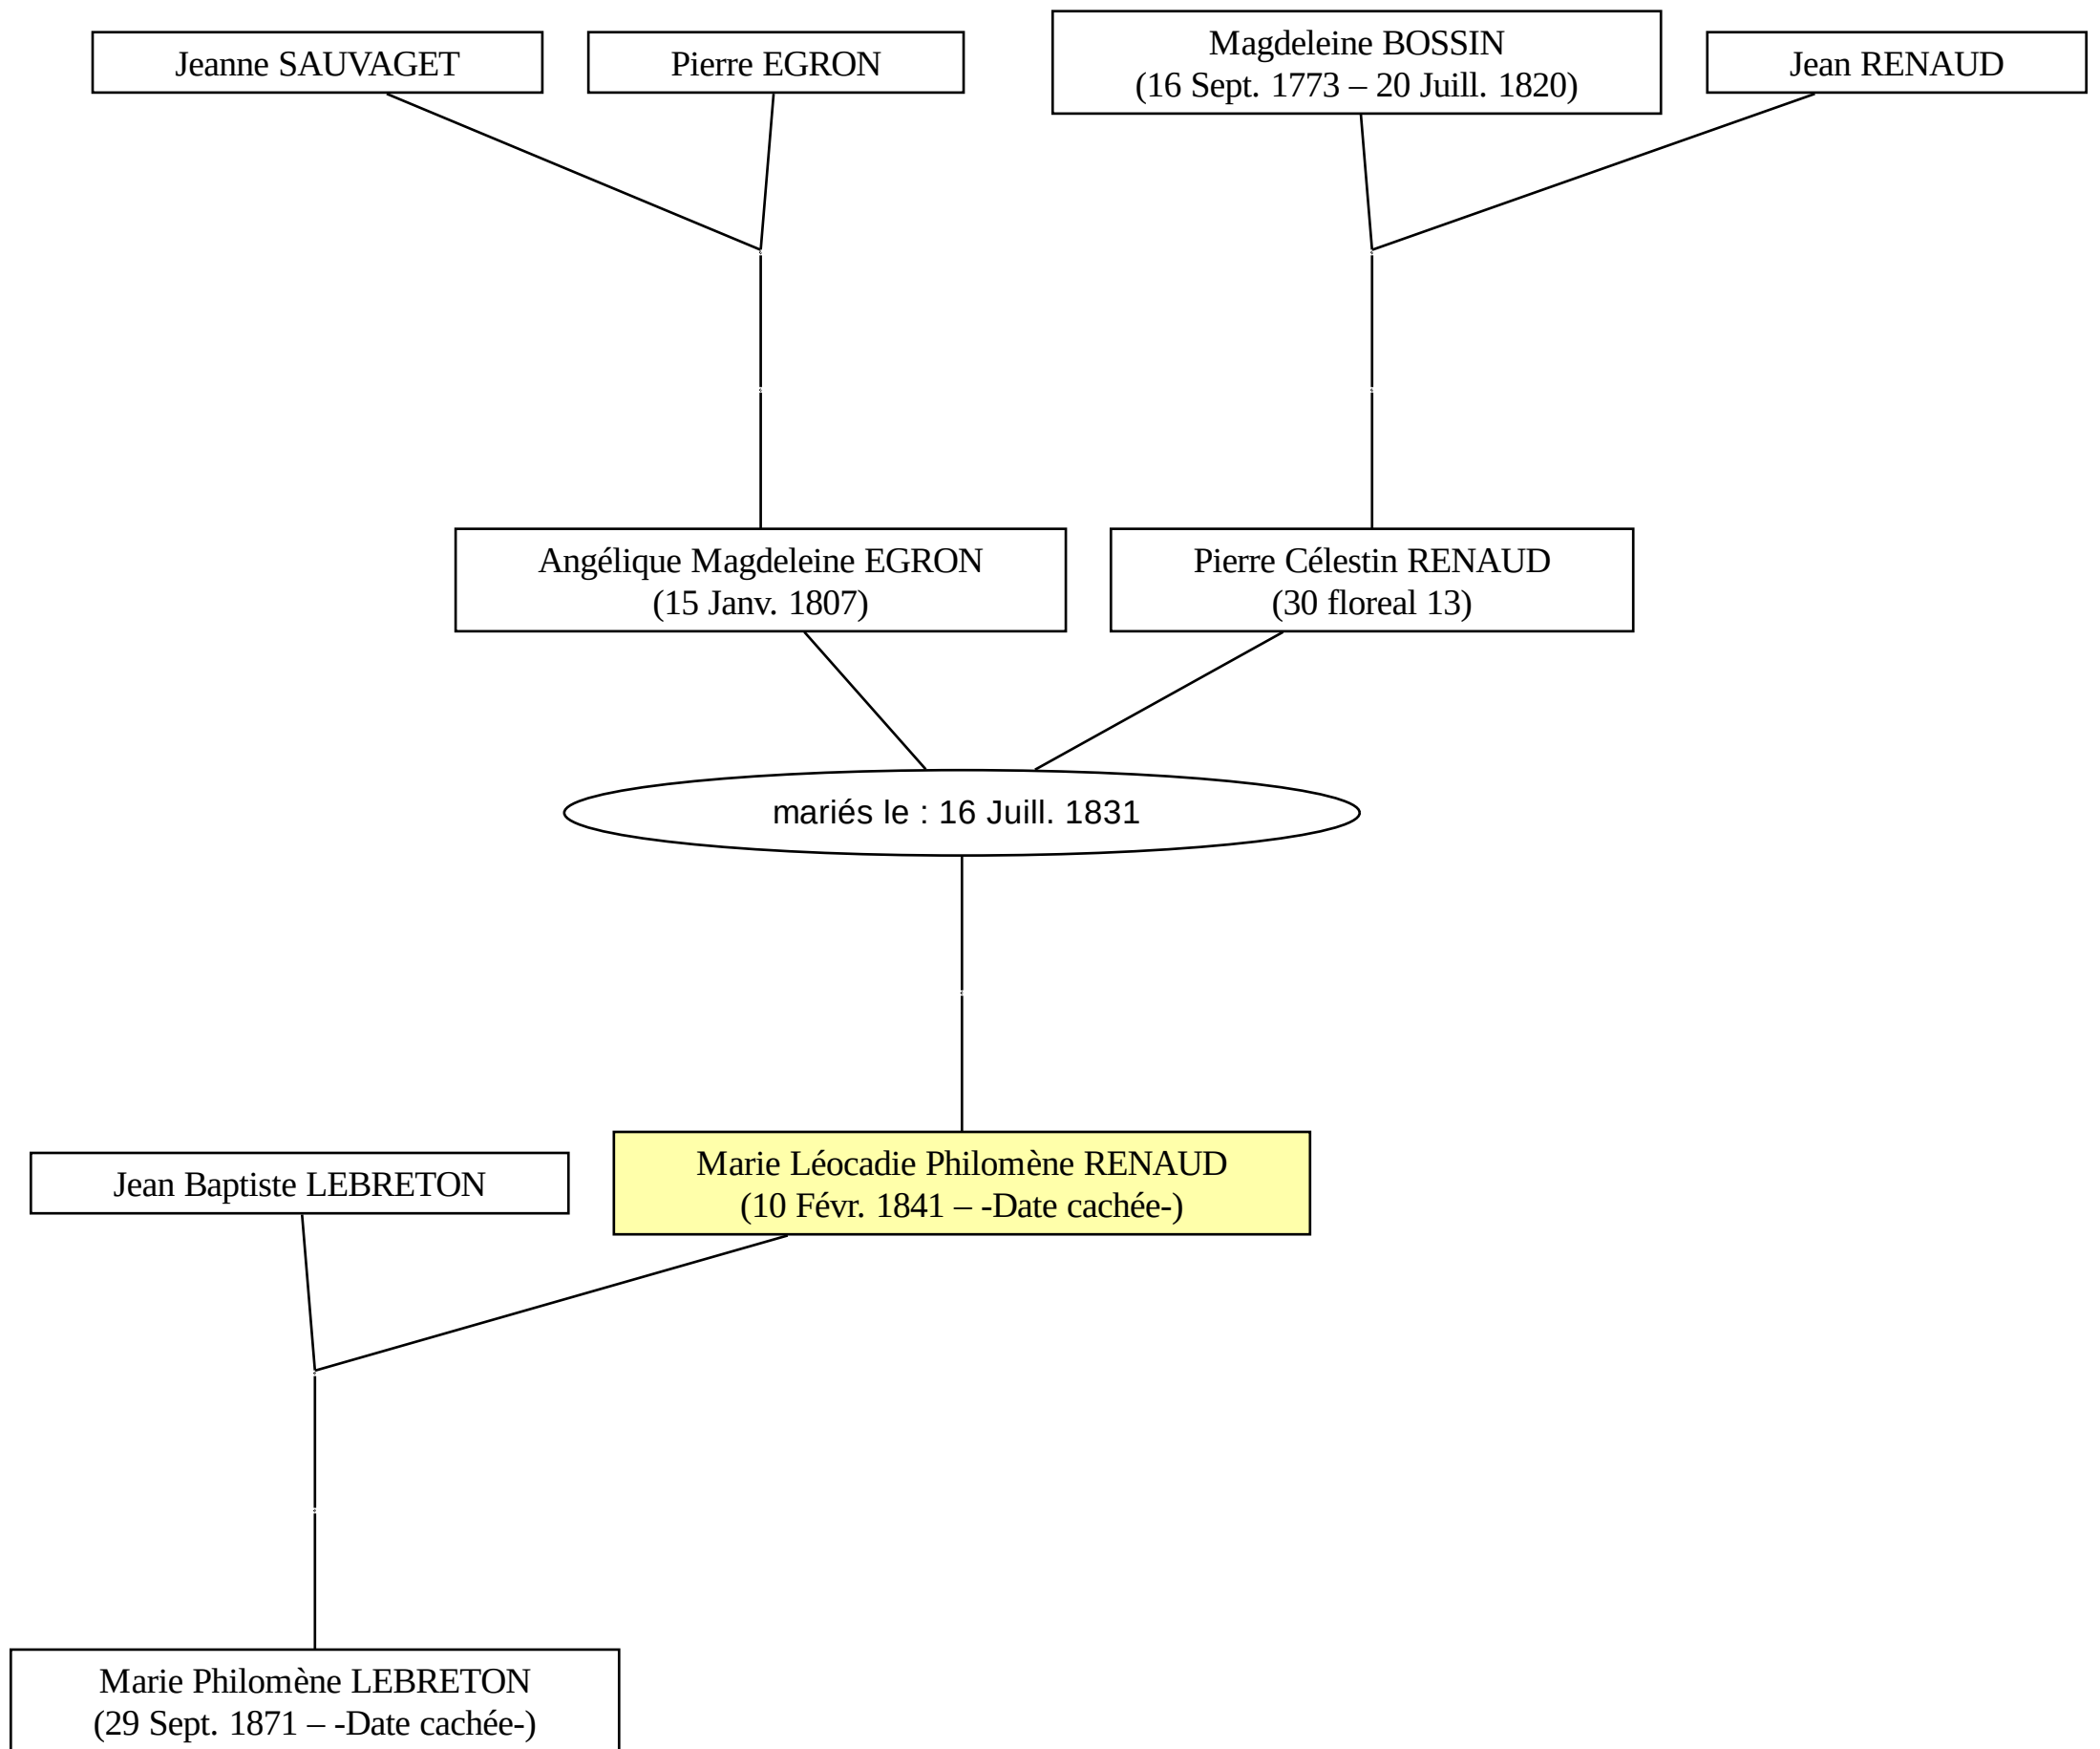 Jeanne SAUVAGET
Pierre EGRON
Magdeleine BOSSIN
(16 Sept. 1773 – 20 Juill. 1820)
Jean RENAUD
Angélique Magdeleine EGRON
(15 Janv. 1807)
Pierre Célestin RENAUD
(30 floreal 13)
mariés le : 16 Juill. 1831
Jean Baptiste LEBRETON
Marie Léocadie Philomène RENAUD
(10 Févr. 1841 – -Date cachée-)
Marie Philomène LEBRETON
(29 Sept. 1871 – -Date cachée-)